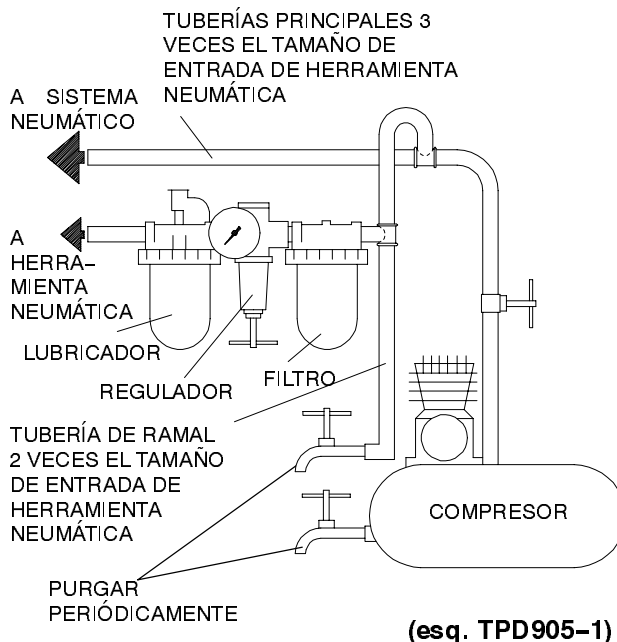 TUBERÍAS PRINCIPALES 3
VECES EL TAMAÑO DE
ENTRADA DE HERRAMIENTA
NEUMÁTICA
A SISTEMA
NEUMÁTICO
A
HERRA–
MIENTA
NEUMÁTICA
LUBRICADOR
REGULADOR
FILTRO
TUBERÍA DE RAMAL
2 VECES EL TAMAÑO
DE ENTRADA DE
HERRAMIENTA
NEUMÁTICA
COMPRESOR
PURGAR
PERIÓDICAMENTE
(esq. TPD905–1)